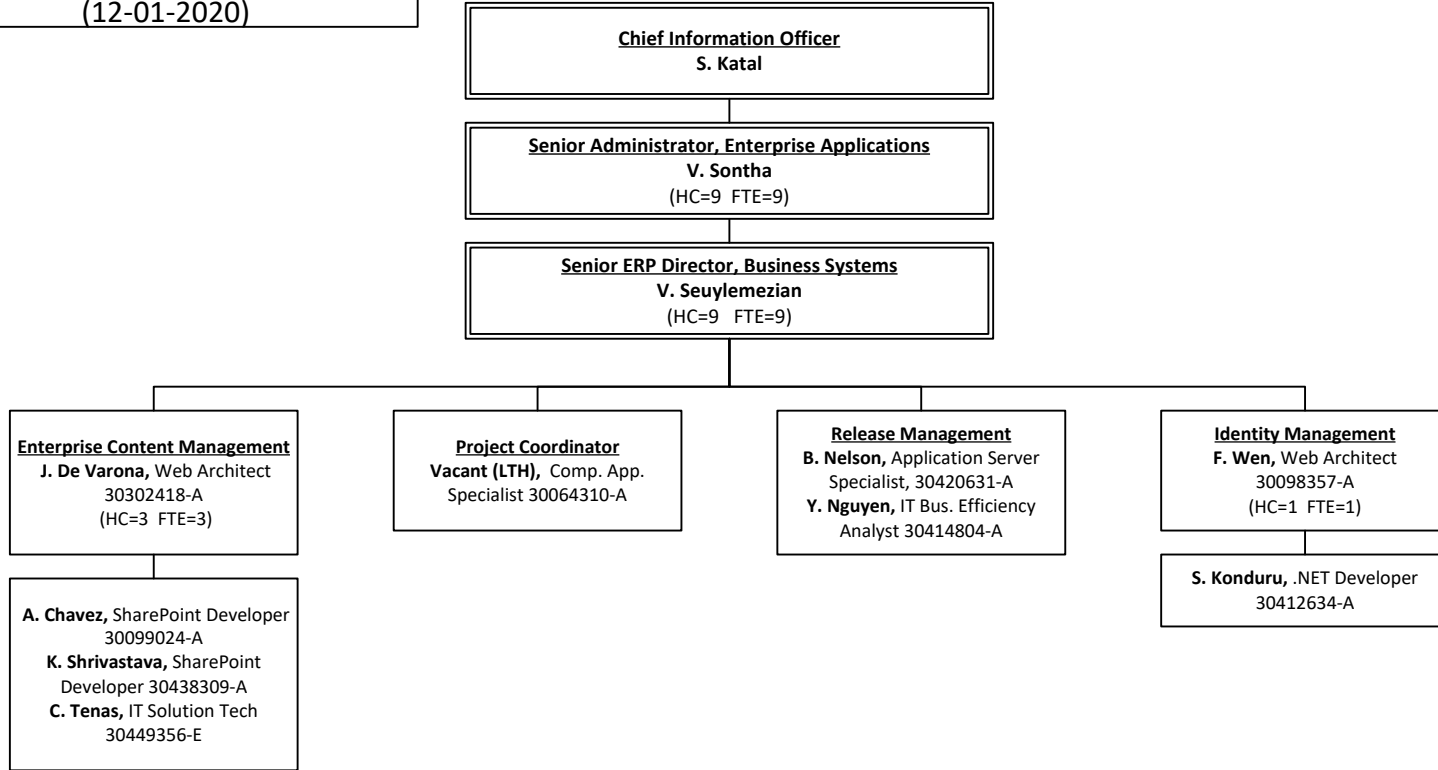 (12-01-2020)
Chief Information Officer
S. Katal
Senior Administrator, Enterprise Applications
V. Sontha
(HC=9 FTE=9)
Senior ERP Director, Business Systems
V. Seuylemezian
(HC=9 FTE=9)
Enterprise Content Management
J. De Varona, Web Architect
30302418-A
(HC=3 FTE=3)
Project Coordinator
Vacant (LTH), Comp. App.
Specialist 30064310-A
Release Management
B. Nelson, Application Server
Specialist, 30420631-A
Y. Nguyen, IT Bus. Efficiency
Analyst 30414804-A
Identity Management
F. Wen, Web Architect
30098357-A
(HC=1 FTE=1)
A. Chavez, SharePoint Developer
30099024-A
K. Shrivastava, SharePoint
Developer 30438309-A
C. Tenas, IT Solution Tech
30449356-E
S. Konduru, .NET Developer
30412634-A